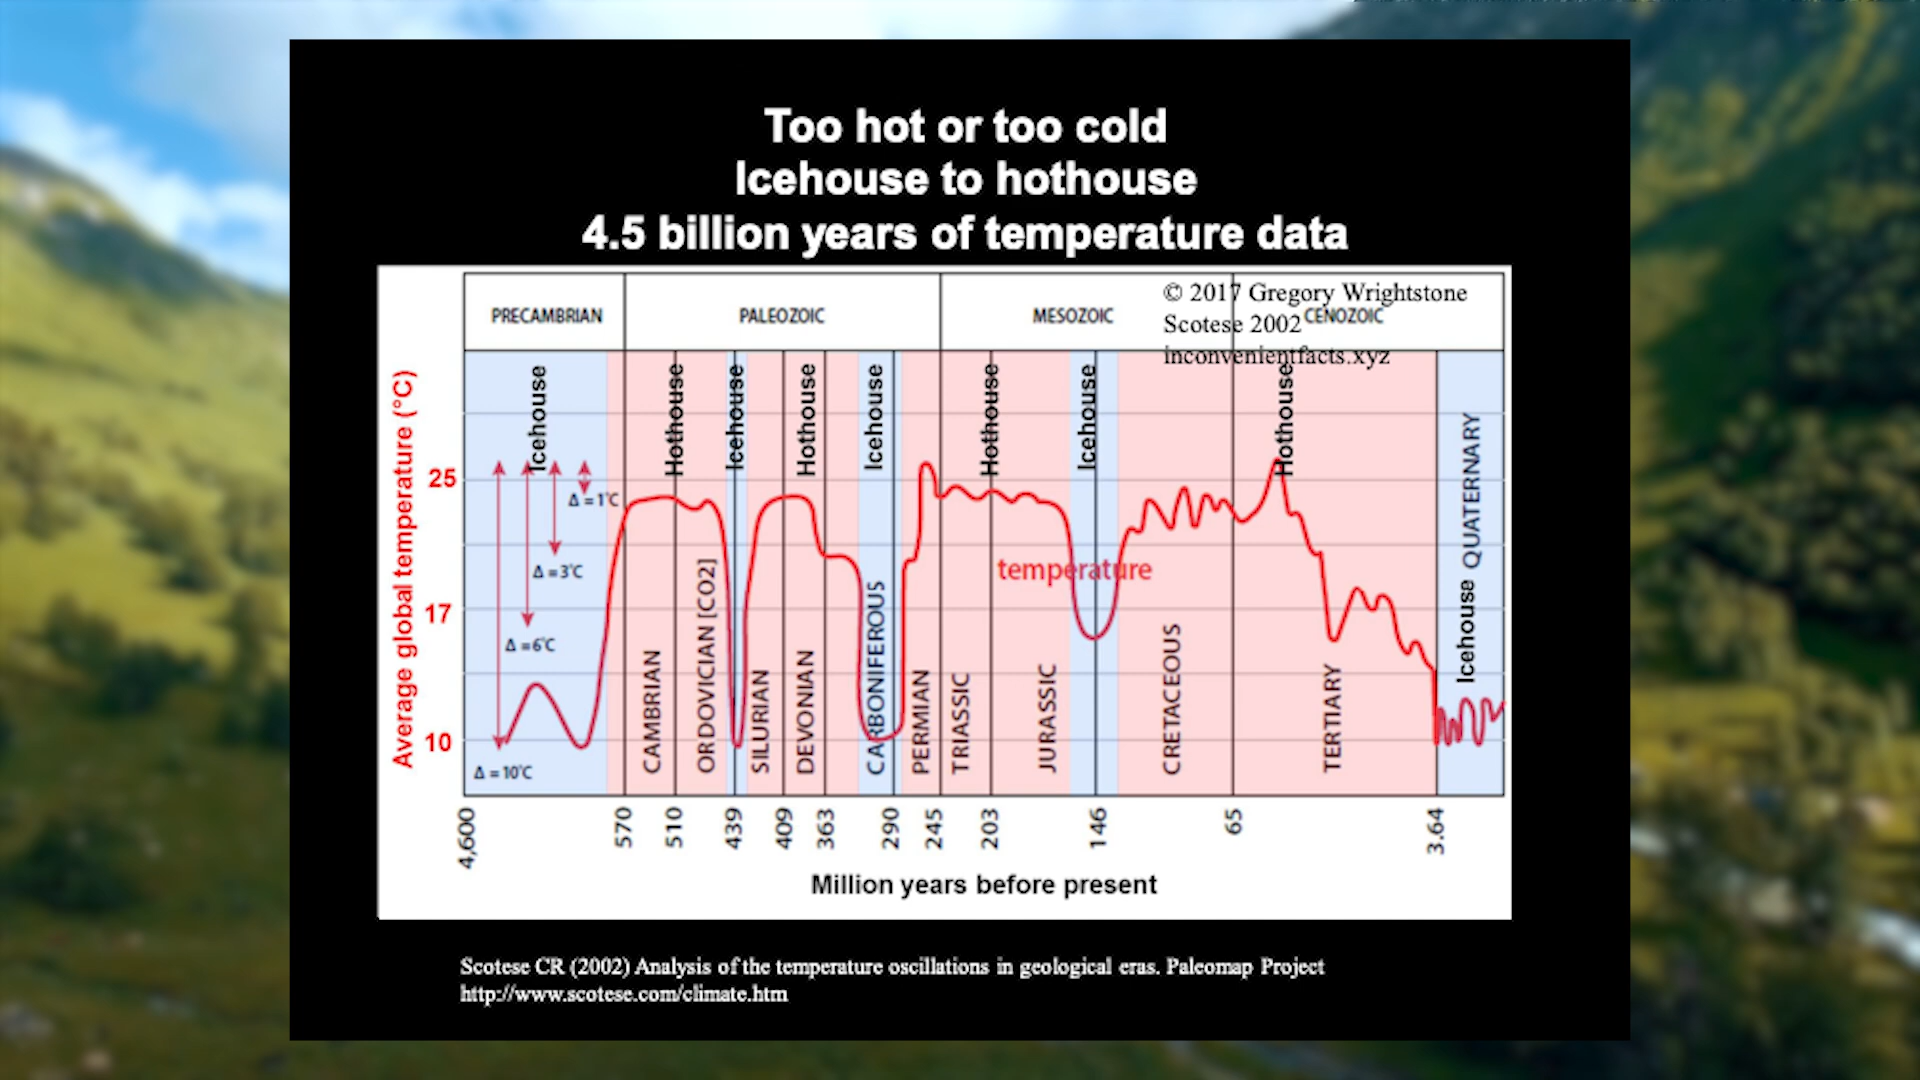 Too hot or too cold
Icehouse to hothouse
4.5 billion years of temperature data
© 2017 Gregory Wrightstone
Scotese 2002
inconvenientfacts.xyz
PRECAMBRIAN
PALEOZOIC
MESOZOIC
CENOZOIC
Average global temperature (°C)
25
17
10
Icehouse
Hothouse
Icehouse
Hothouse
Icehouse
Hothouse
Icehouse
Hothouse
Icehouse QUATERNARY
Δ = 1°C
Δ = 3°C
Δ = 6°C
Δ = 10°C
temperature
CAMBRIAN
ORDOVICIAN [CO2]
SILURIAN
DEVONIAN
CARBONIFEROUS
PERMIAN
TRIASSIC
JURASSIC
CRETACEOUS
TERTIARY
4,600
570
510
439
409
363
290
245
203
146
65
3.64
Million years before present
Scotese CR (2002) Analysis of the temperature oscillations in geological eras. Paleomap Project
http://www.scotese.com/climate.htm